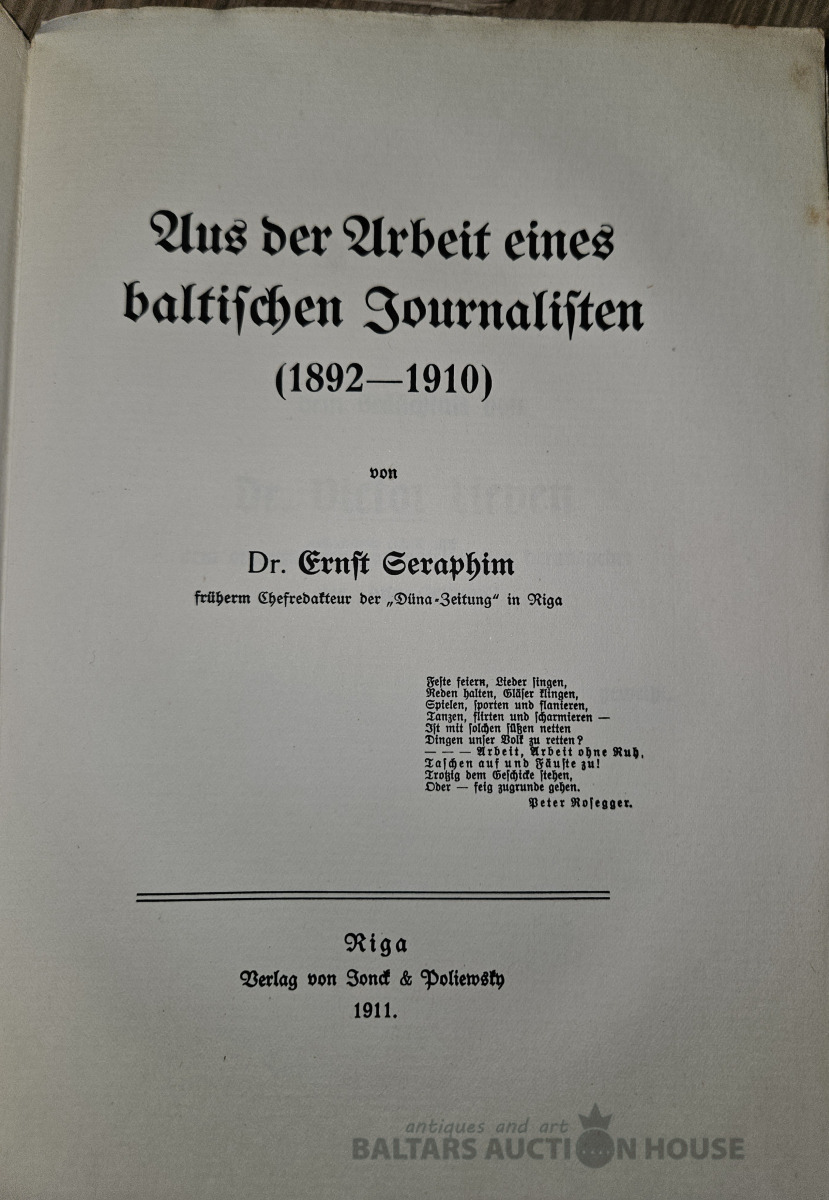 Aus der Arbeit eines
baltischen Journalisten
(1892—1910)
von
Dr. Ernst Seraphim
früherm Chefredakteur der „Düna-Zeitung“ in Riga
Feste feiern, Lieder singen,
Reden halten, Gläser klingen,
Spielen, sporten und flanieren,
Tanzen, flirten und scharmieren —
Ist mit solchen süßen netten
Dingen unser Volk zu retten?
— — — Arbeit, Arbeit ohne Ruh,
Taschen auf und Fäuste zu!
Trotzig dem Geschicke stehen,
Oder — feig zugrunde gehen.
Peter Rosegger.
Riga
Verlag von Jonck & Poliewsky
1911.
antiques and art
BALTARS AUCTION HOUSE